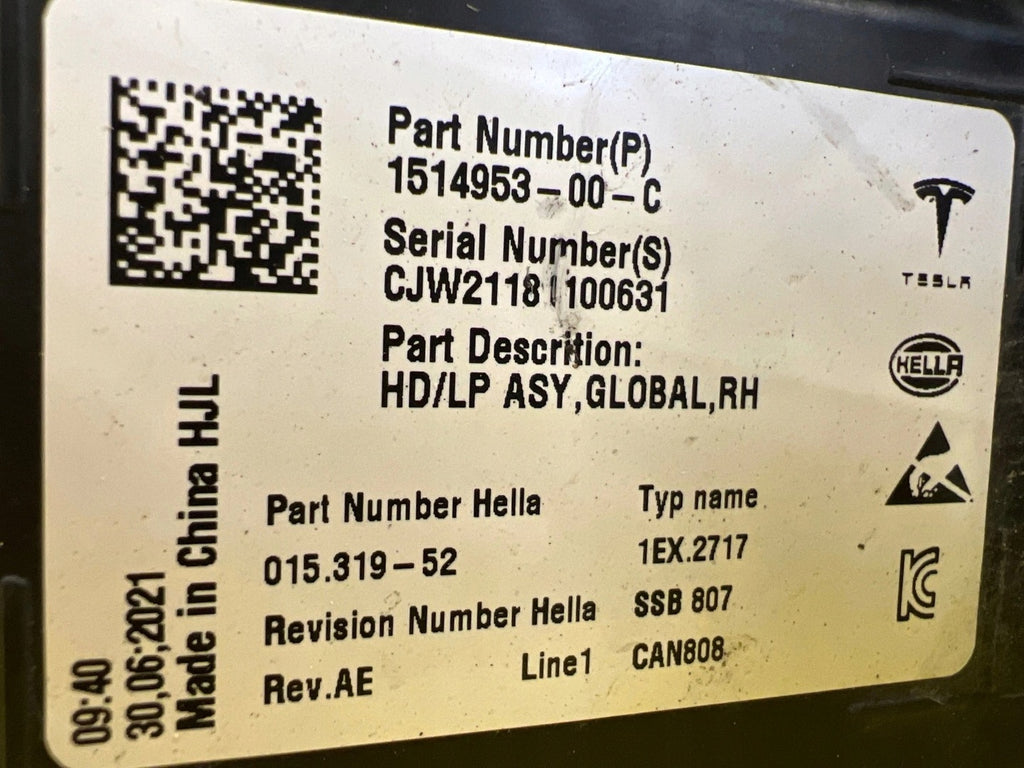 Part Number(P)
1514953-00-C
Serial Number(S)
CJW2118 100631
Part Descrition:
HD/LP ASY,GLOBAL,RH
TESLA
HELLA
Part Number Hella
Typ name
015.319-52
1EX.2717
Revision Number Hella
SSB 807
Rev.AE
Line1
CAN808
09:40
30,06,2021
Made in China HJL